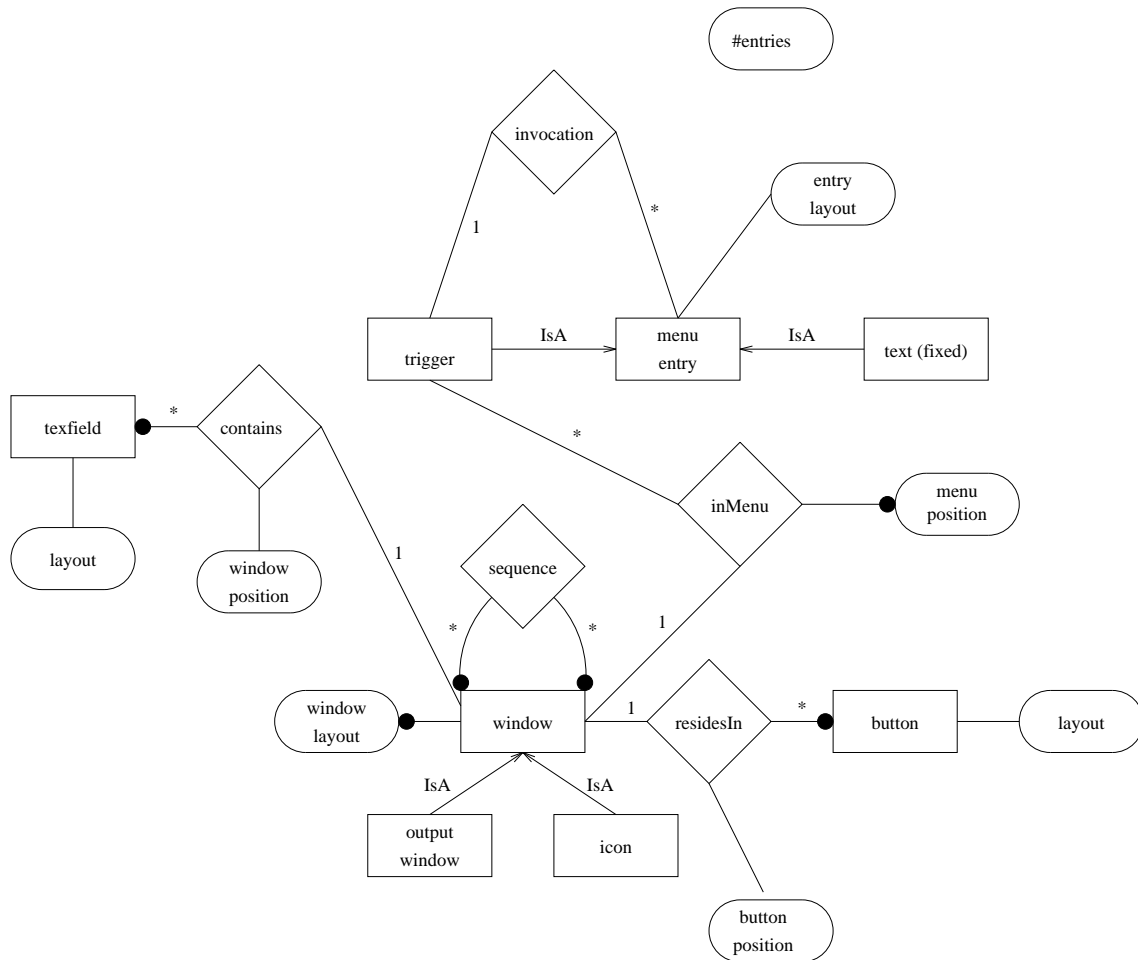 #entries
invocation
entry
layout
1
*
IsA
IsA
trigger
menu
entry
text (fixed)
texfield
*
contains
*
inMenu
menu
position
layout
window
position
1
sequence
*
*
1
window
layout
window
1
residesIn
*
button
layout
IsA
IsA
output
window
icon
button
position